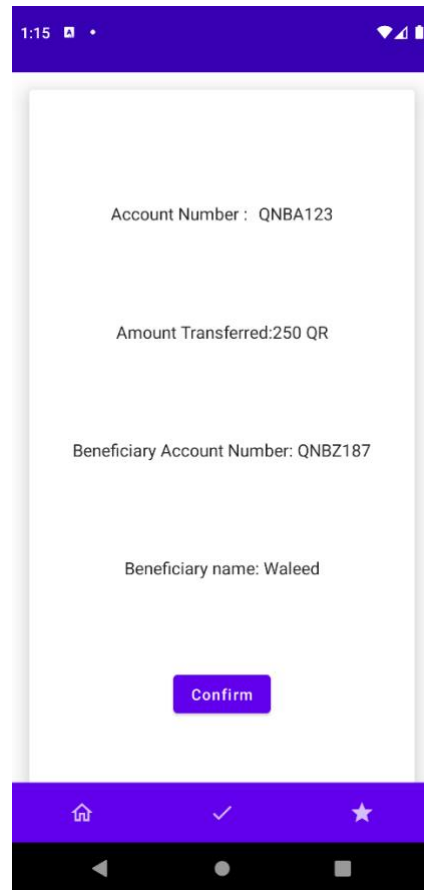 1:15
Account Number :  QNBA123
Amount Transferred:250 QR
Beneficiary Account Number: QNBZ187
Beneficiary name: Waleed
Confirm